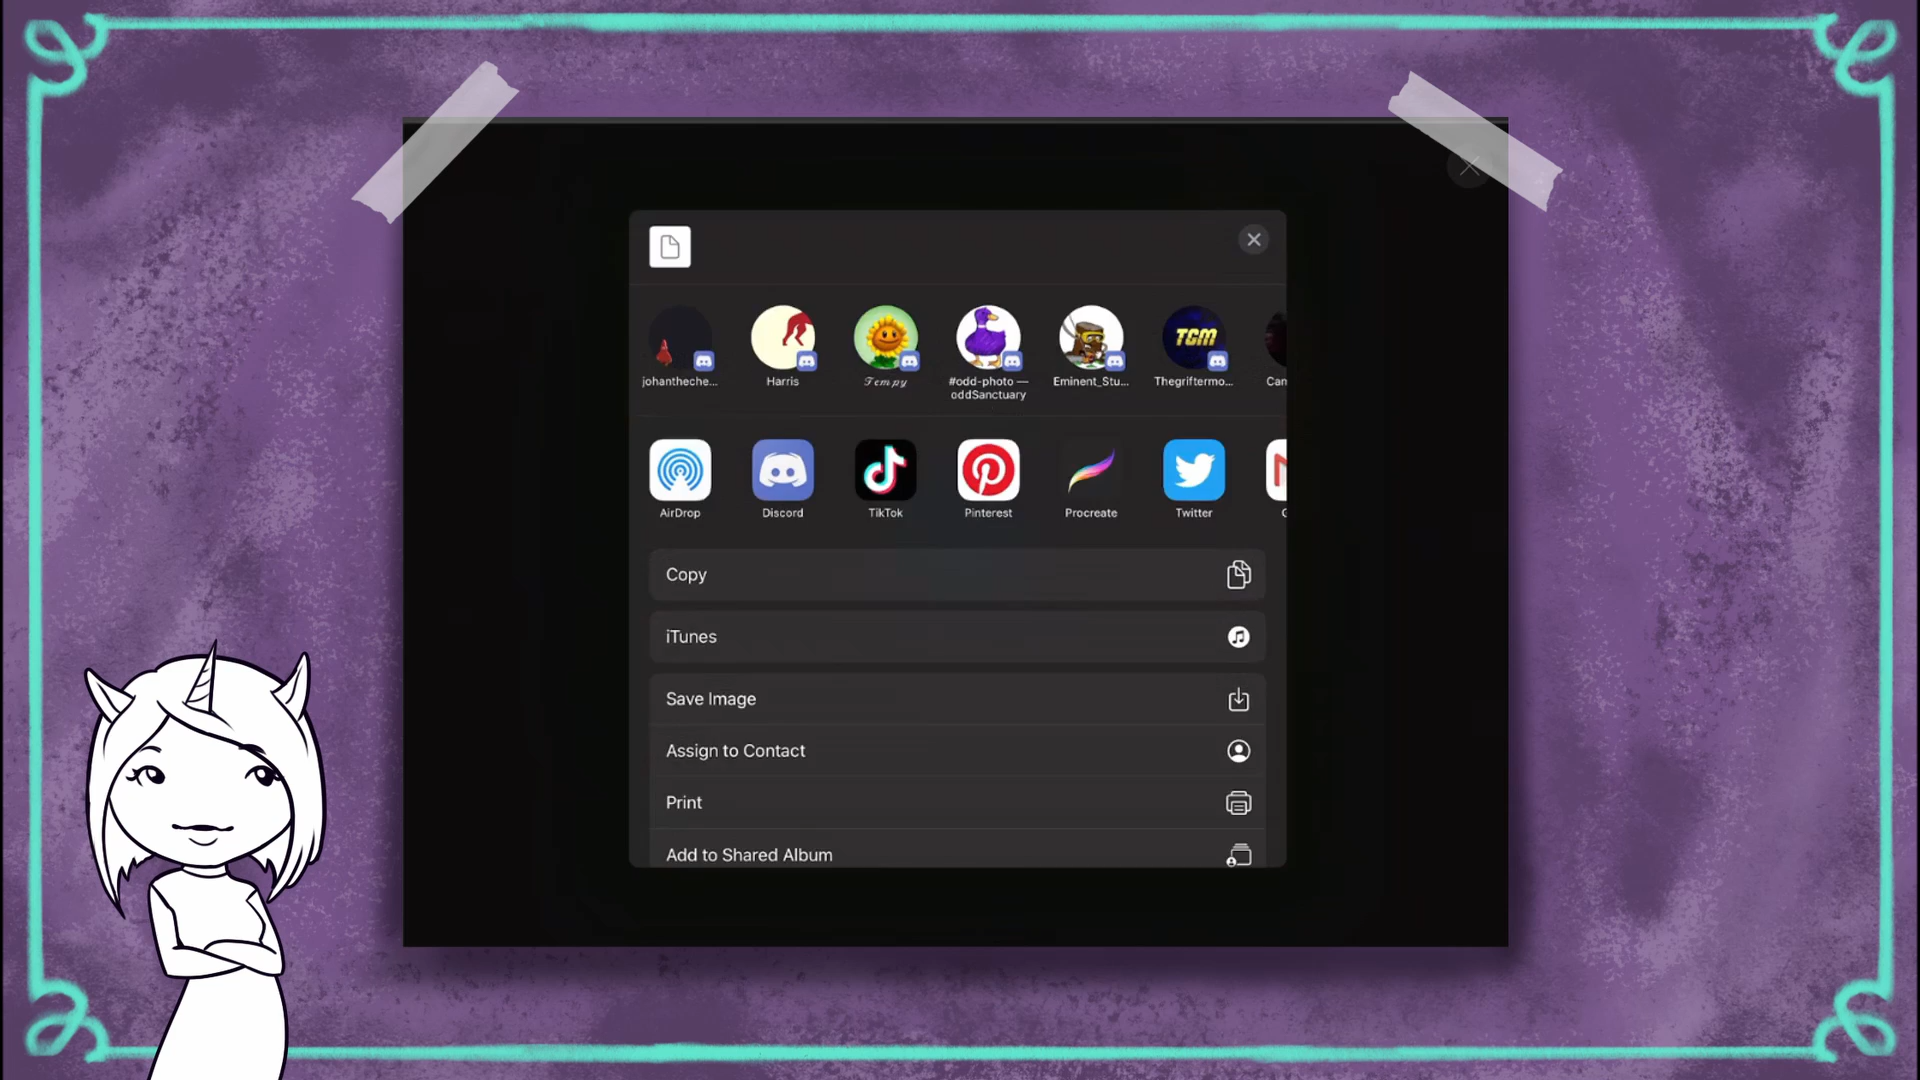 johantheche...
Harris
Tempy
#odd-photo —
oddSanctuary
Eminent_Stu...
TGM
Thegriftermo...
Can
AirDrop
Discord
TikTok
Pinterest
Procreate
Twitter
Copy
iTunes
Save Image
Assign to Contact
Print
Add to Shared Album